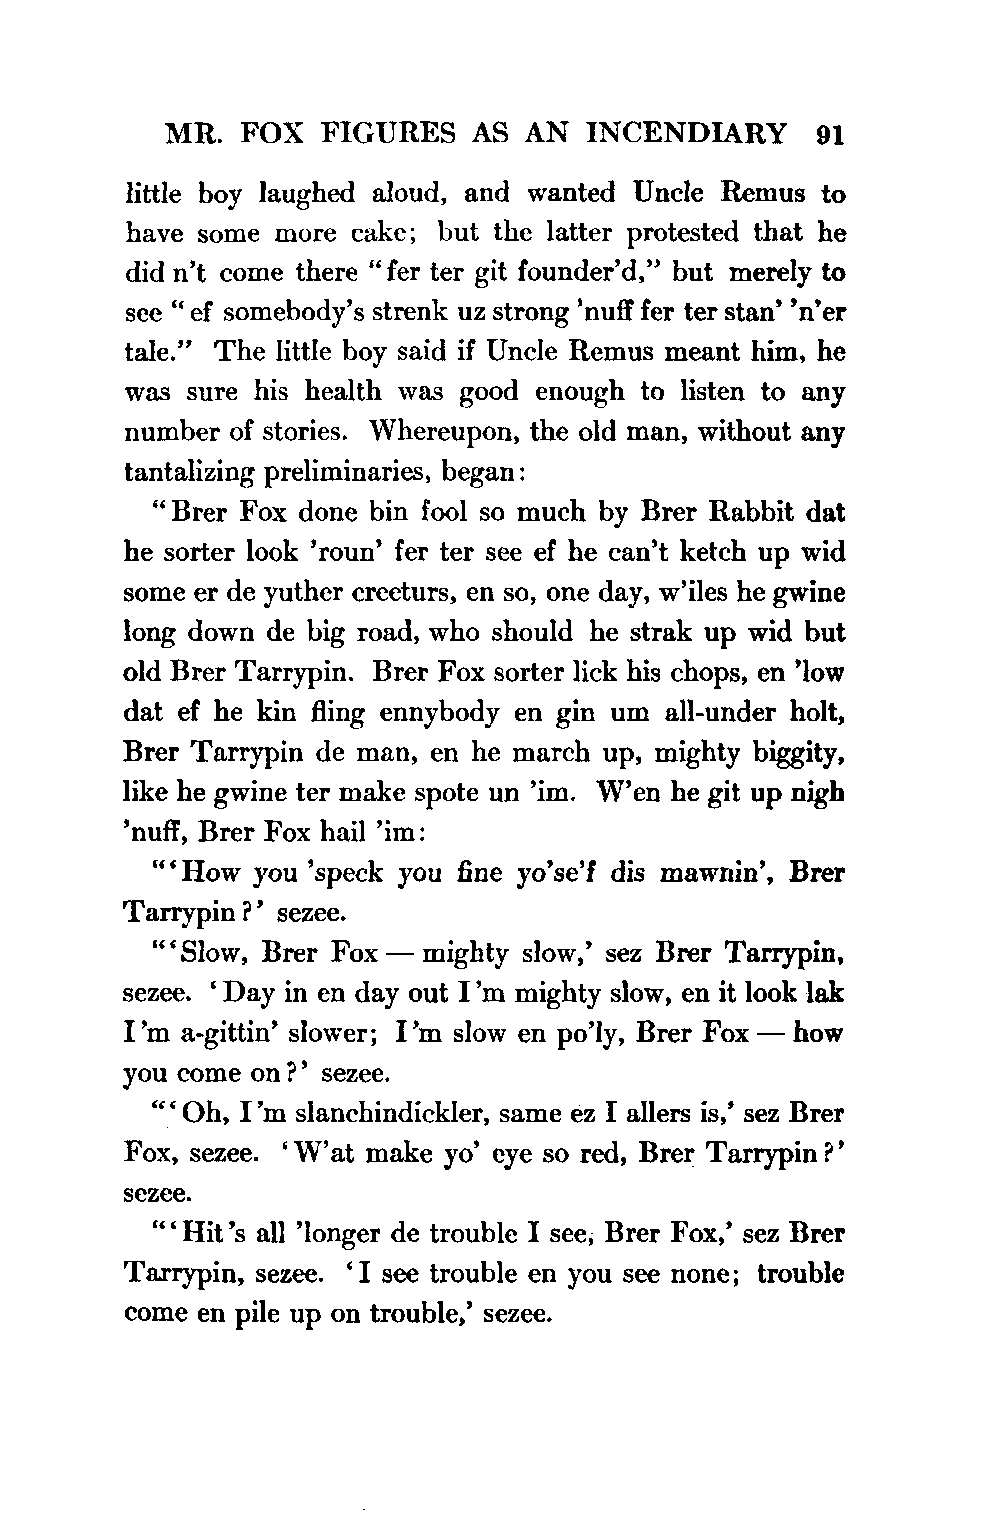 MR. FOX FIGURES AS AN INCENDIARY 91
little boy laughed aloud, and wanted Uncle Remus to
have some more cake; but the latter protested that he
did n't come there “fer ter git founder'd,” but merely to
see “ef somebody's strenk uz strong 'nuff fer ter stan' 'n'er
tale.” The little boy said if Uncle Remus meant him, he
was sure his health was good enough to listen to any
number of stories. Whereupon, the old man, without any
tantalizing preliminaries, began:
“Brer Fox done bin fool so much by Brer Rabbit dat
he sorter look 'roun' fer ter see ef he can't ketch up wid
some er de yuther creeturs, en so, one day, w'iles he gwine
long down de big road, who should he strak up wid but
old Brer Tarrypin. Brer Fox sorter lick his chops, en 'low
dat ef he kin fling ennybody en gin um all-under holt,
Brer Tarrypin de man, en he march up, mighty biggity,
like he gwine ter make spote un 'im. W'en he git up nigh
'nuff, Brer Fox hail 'im:
“‘How you 'speck you fine yo'se'f dis mawnin', Brer
Tarrypin?’ sezee.
“‘Slow, Brer Fox — mighty slow,’ sez Brer Tarrypin,
sezee. ‘Day in en day out I 'm mighty slow, en it look lak
I 'm a-gittin' slower; I 'm slow en po'ly, Brer Fox — how
you come on?’ sezee.
“‘Oh, I 'm slanchindickler, same ez I allers is,’ sez Brer
Fox, sezee. ‘W'at make yo' eye so red, Brer Tarrypin?’
sezee.
“‘Hit 's all 'longer de trouble I see, Brer Fox,’ sez Brer
Tarrypin, sezee. ‘I see trouble en you see none; trouble
come en pile up on trouble,’ sezee.